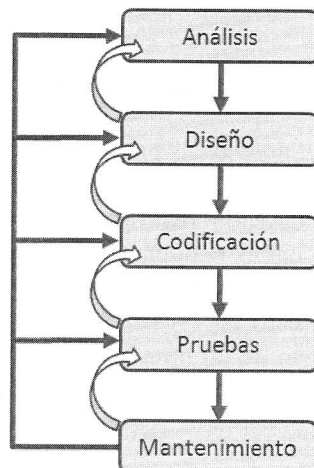 Análisis
Diseño
Codificación
Pruebas
Mantenimiento